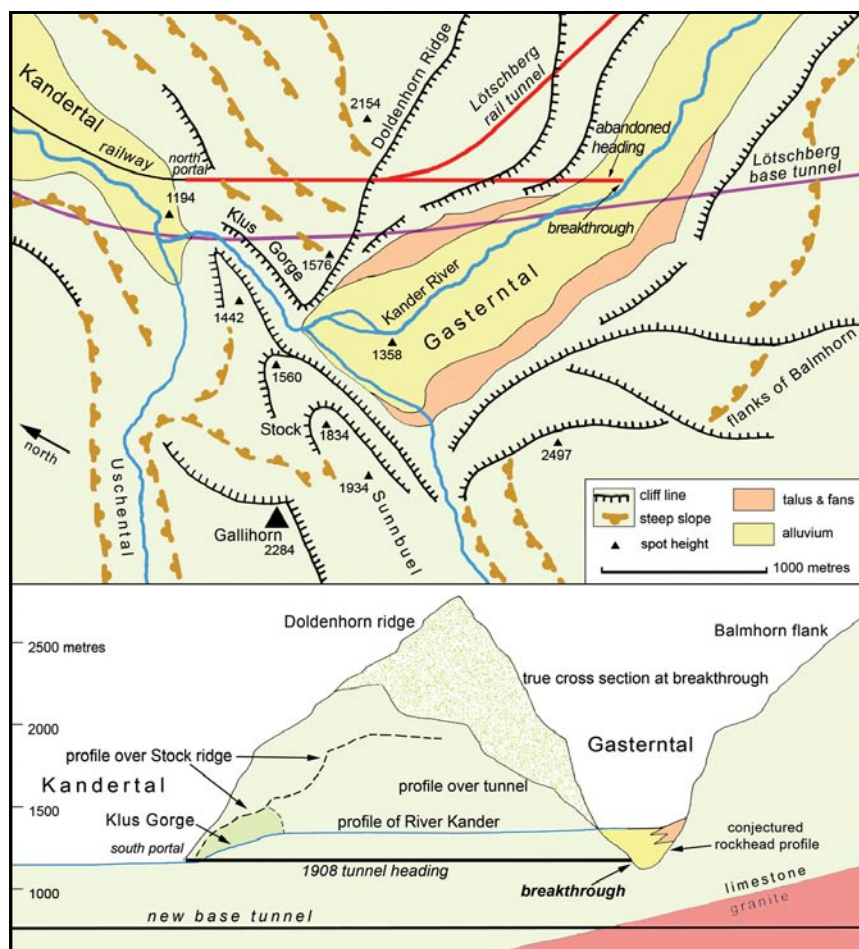 Kandertal
railway
north
portal
1194
2154
Doldenhorn Ridge
Lötschberg
rail tunnel
abandoned
heading
Lötschberg
base tunnel
breakthrough
Klus
Gorge
1576
1442
Kander River
Gasterntal
1358
1560
Stock
1834
1934
Sunnbuel
2497
flanks of Balmhorn
north
Uschental
Gallihorn
2284
cliff line
steep slope
spot height
talus & fans
alluvium
1000 metres
Doldenhorn ridge
Balmhorn flank
2500 metres
true cross section at breakthrough
2000
Gasterntal
profile over Stock ridge
Kandertal
profile over tunnel
1500
Klus Gorge
profile of River Kander
south portal
conjectured
rockhead profile
1908 tunnel heading
breakthrough
1000
limestone
granite
new base tunnel